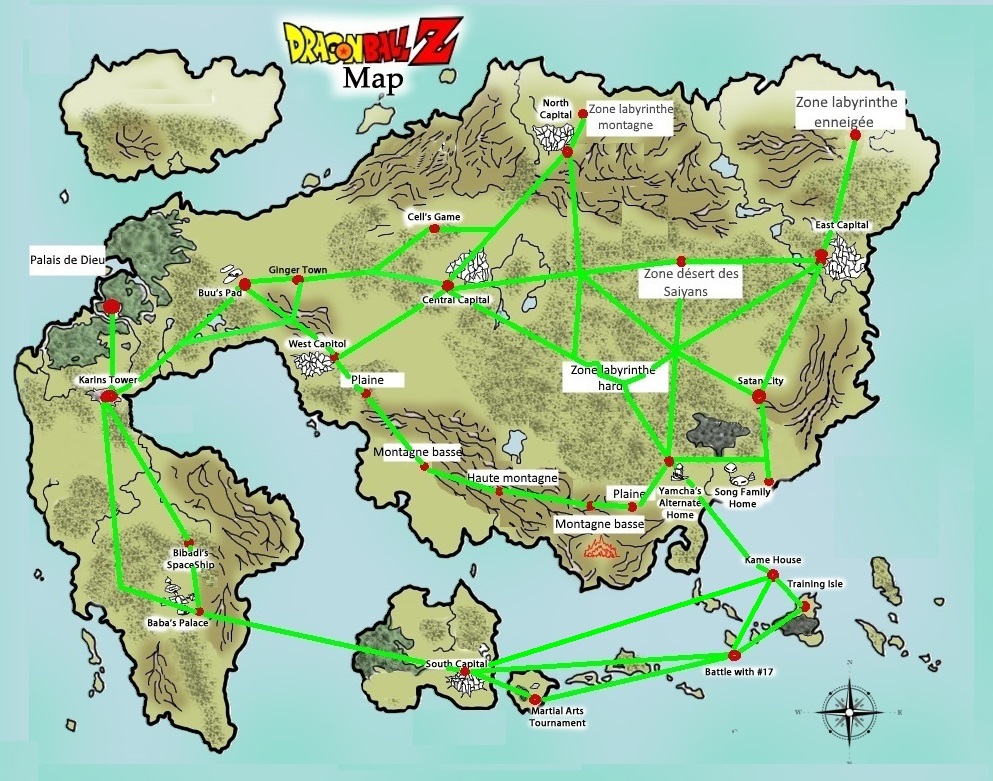 DRAGONBALL Z
Map
North
Capital
Zone labyrinthe
montagne
Zone labyrinthe
enneigée
Cell's Game
East Capital
Palais de Dieu
Ginger Town
Buu's Pad
Central Capital
Zone désert des
Saiyans
West Capitol
Plaine
Zone labyrinthe
hard
Satan City
Karins Tower
Montagne basse
Haute montagne
Plaine
Montagne basse
Yamcha's
Alternate
Home
Song Family
Home
Bibadi's
SpaceShip
Baba's Palace
Kame House
Training Isle
South Capital
Battle with #17
Martial Arts
Tournament
N
W
E
S